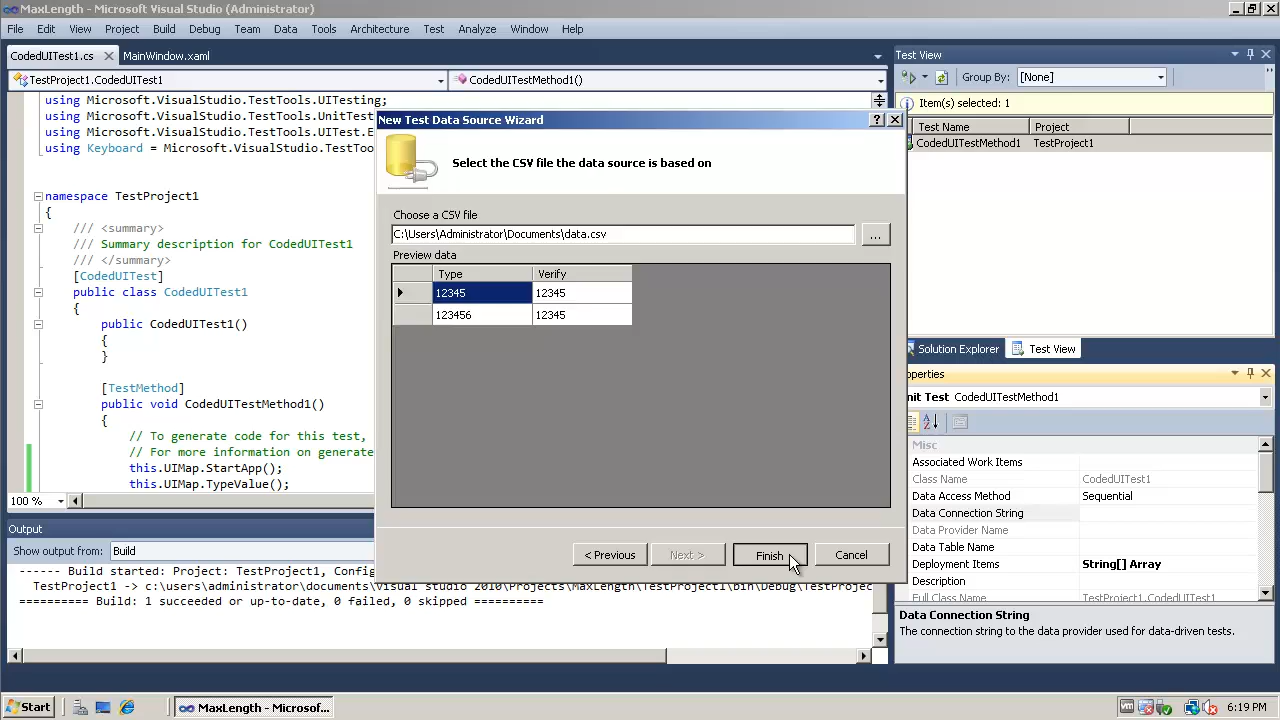 MaxLength - Microsoft Visual Studio (Administrator)
File Edit View Project Build Debug Team Data Tools Architecture Test Analyze Window Help
CodedUITest1.cs MainWindow.xaml
TestProject1.CodedUITest1 CodedUITestMethod1()
using Microsoft.VisualStudio.TestTools.UITesting;
using Microsoft.VisualStudio.TestTools.UnitTest
using Microsoft.VisualStudio.TestTools.UITest.E
using Keyboard = Microsoft.VisualStudio.TestToo
namespace TestProject1
{
/// <summary>
/// Summary description for CodedUITest1
/// </summary>
[CodedUITest]
public class CodedUITest1
{
public CodedUITest1()
{
}
[TestMethod]
public void CodedUITestMethod1()
{
// To generate code for this test,
// For more information on generate
this.UIMap.StartApp();
this.UIMap.TypeValue();
100 %
Output
Show output from: Build
------ Build started: Project: TestProject1, Config
TestProject1 -> c:\users\administrator\documents\visual studio 2010\Projects\MaxLength\TestProject1\bin\Debug\TestProjec
========== Build: 1 succeeded or up-to-date, 0 failed, 0 skipped ==========
New Test Data Source Wizard
Select the CSV file the data source is based on
Choose a CSV file
C:\Users\Administrator\Documents\data.csv
...
Preview data
Type Verify
12345 12345
123456 12345
< Previous Next > Finish Cancel
Test View
Group By: [None]
Item(s) selected: 1
Test Name Project
CodedUITestMethod1 TestProject1
Solution Explorer Test View
operties
nit Test CodedUITestMethod1
Misc
Associated Work Items
Class Name CodedUITest1
Data Access Method Sequential
Data Connection String
Data Provider Name
Data Table Name
Deployment Items String[] Array
Description
Full Class Name TestProject1.CodedUITest1
Data Connection String
The connection string to the data provider used for data-driven tests.
Start MaxLength - Microsof... 6:19 PM